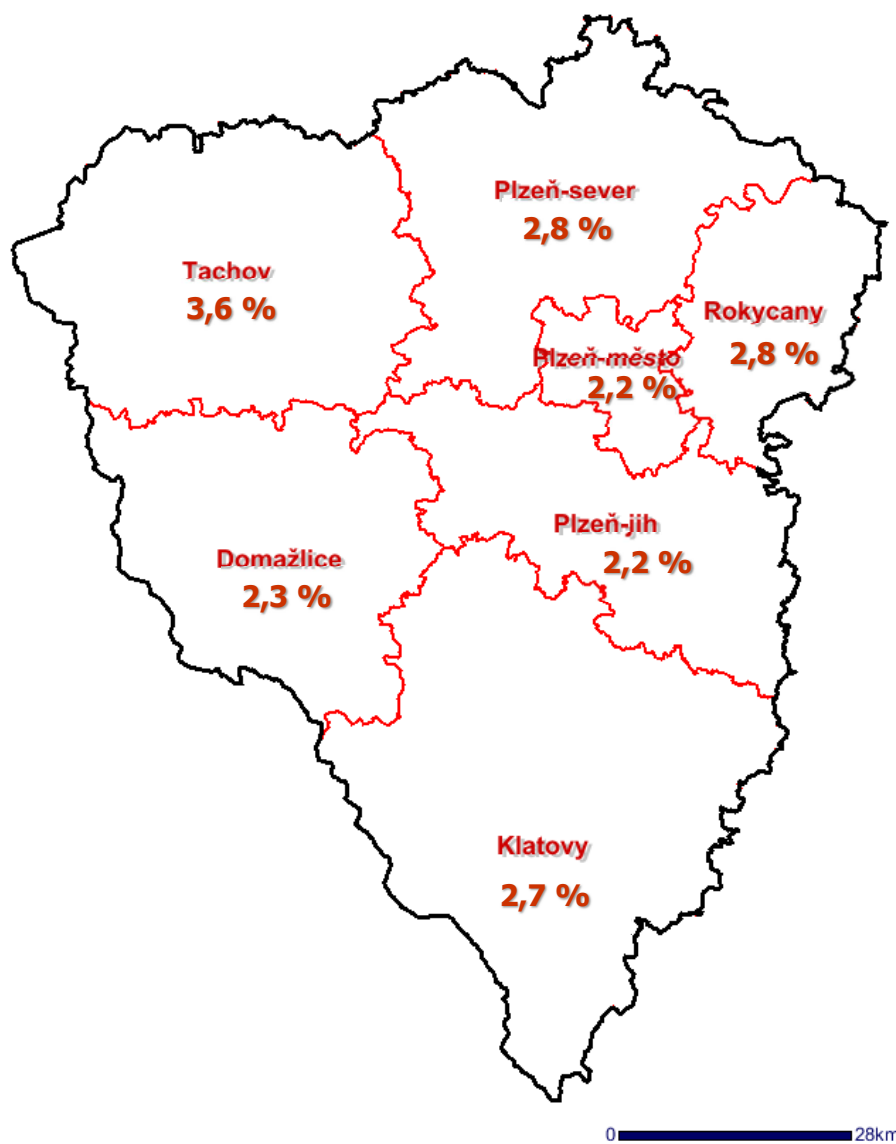 Plzeň-sever
2,8 %
Tachov
3,6 %
Rokycany
2,8 %
Plzeň-město
2,2 %
Plzeň-jih
2,2 %
Domažlice
2,3 %
Klatovy
2,7 %
0 28km